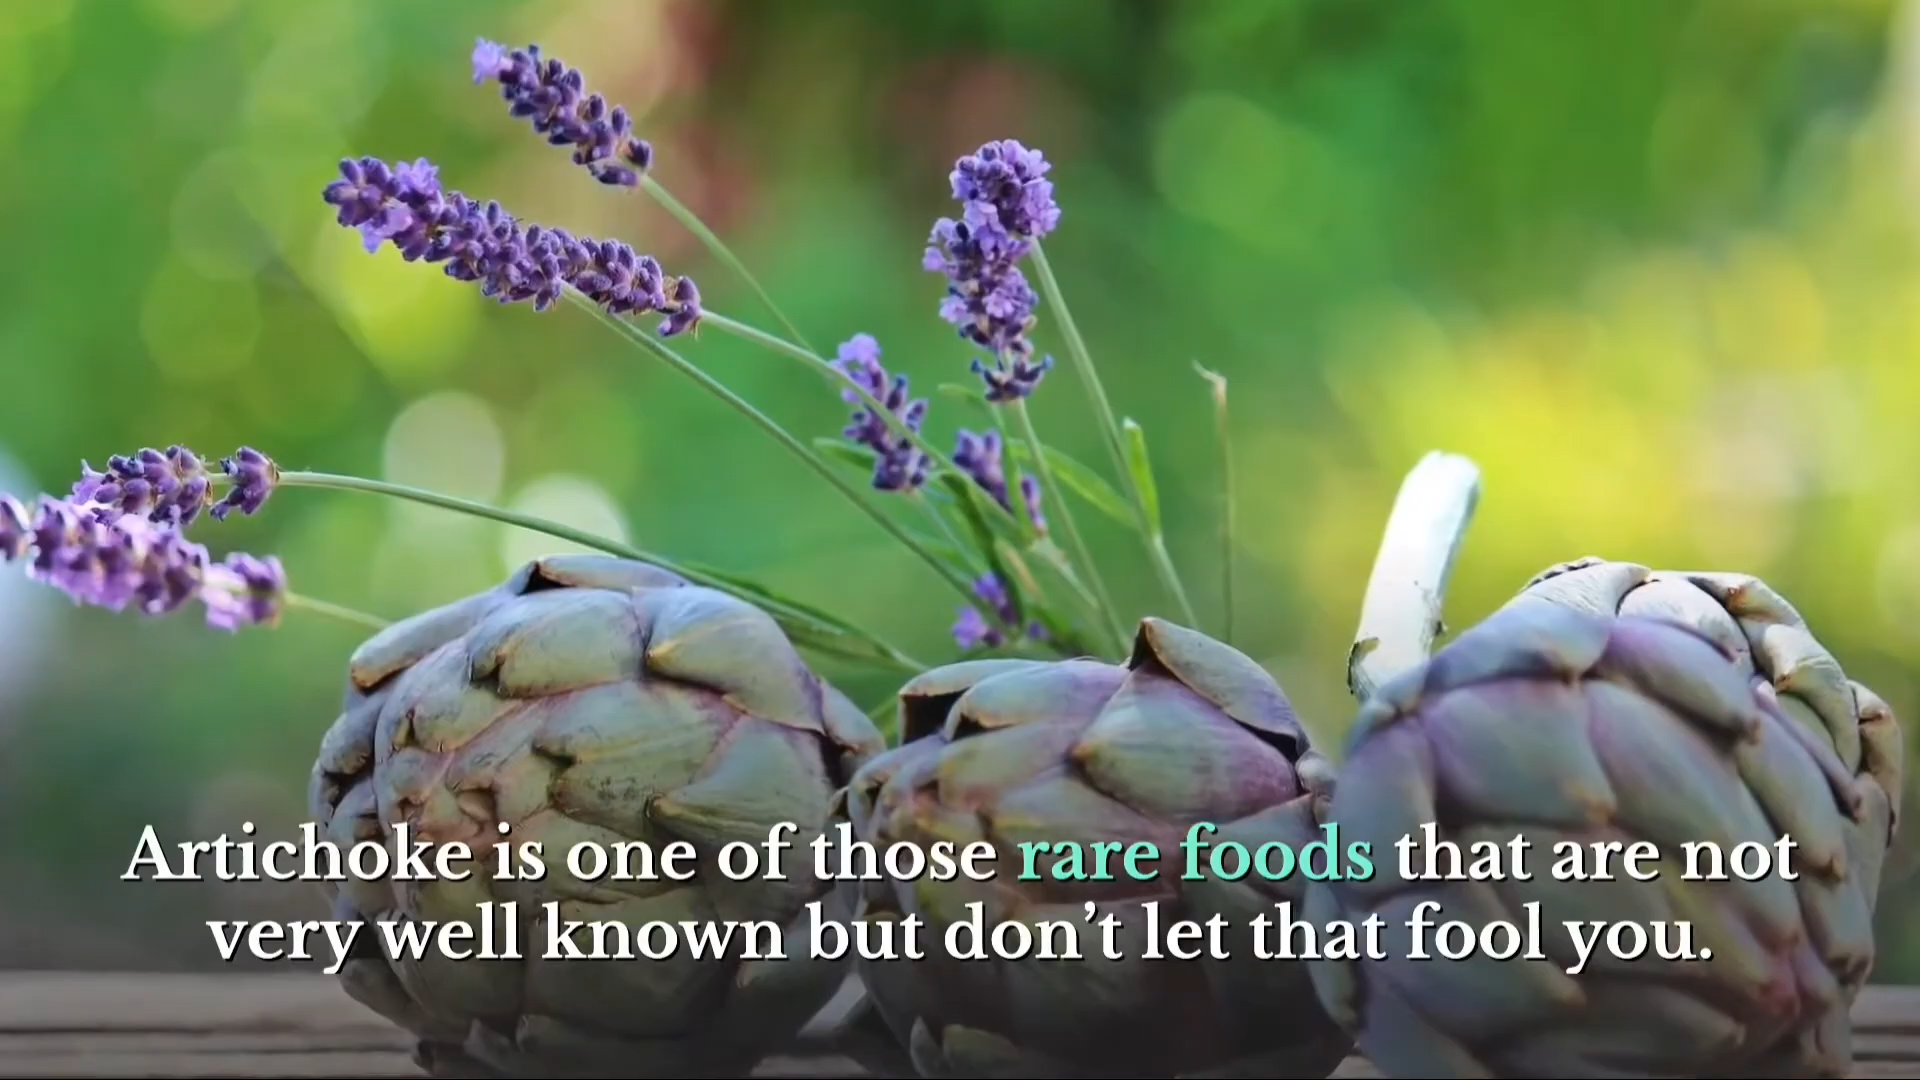 Artichoke is one of those rare foods that are not
very well known but don’t let that fool you.